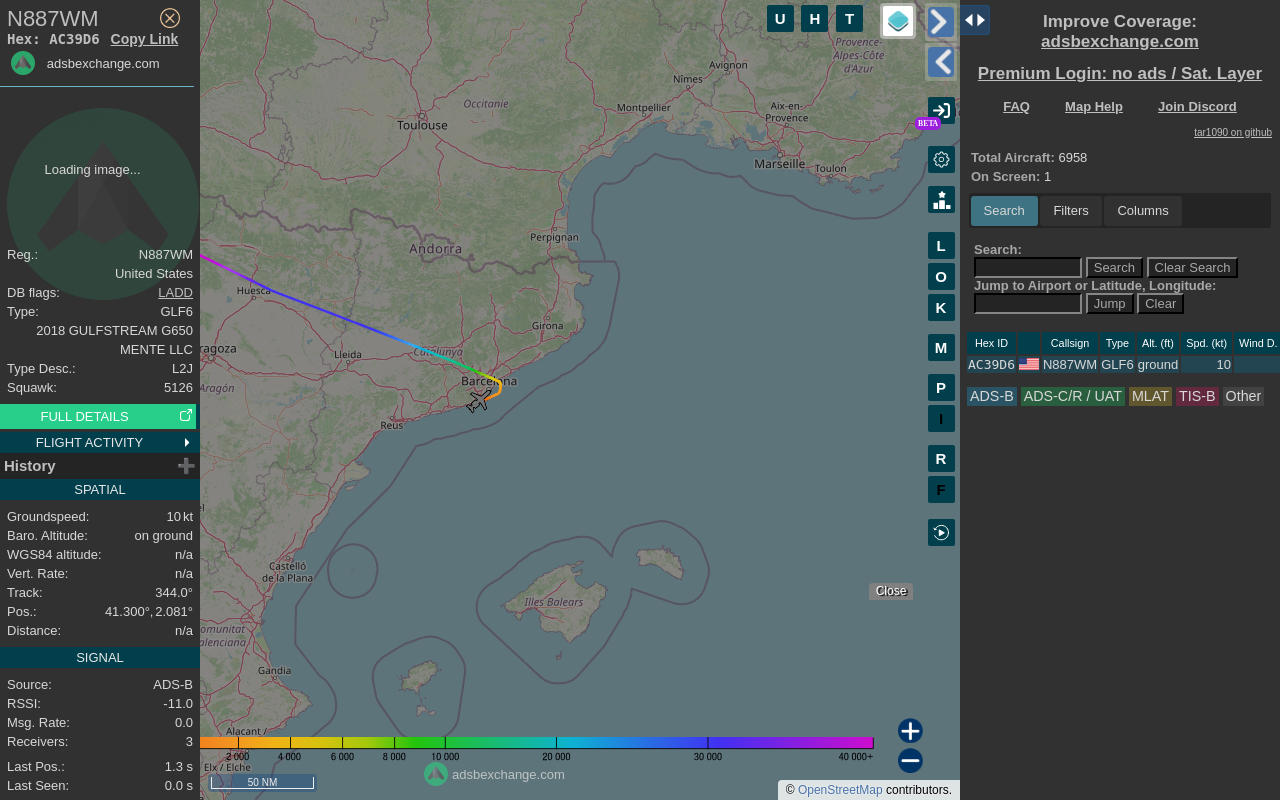 N887WM
Hex: AC39D6 Copy Link
adsbexchange.com
Loading image...
Reg.: N887WM
United States
DB flags: LADD
Type: GLF6
2018 GULFSTREAM G650
MENTE LLC
Type Desc.: L2J
Squawk: 5126
FULL DETAILS
FLIGHT ACTIVITY
History
SPATIAL
Groundspeed: 10 kt
Baro. Altitude: on ground
WGS84 altitude: n/a
Vert. Rate: n/a
Track: 344.0°
Pos.: 41.300°, 2.081°
Distance: n/a
SIGNAL
Source: ADS-B
RSSI: -11.0
Msg. Rate: 0.0
Receivers: 3
Last Pos.: 1.3 s
Last Seen: 0.0 s
U H T
Provence-
Alpes-Côte
d'Azur
Avignon
Nîmes
Occitanie
Montpellier
Aix-en-
Provence
Toulouse
Marseille
Toulon
Perpignan
Andorra
Huesca
Girona
Lleida
Catalunya
ragoza
Barcelona
Aragón
Reus
Castelló
de la Plana
Illes Balears
omunitat
alenciana
Gandia
Alacant /
Elx / Elche
BETA
L
O
K
M
P
I
R
F
Close
2 000 4 000 6 000 8 000 10 000 20 000 30 000 40 000+
50 NM
adsbexchange.com
© OpenStreetMap contributors.
Improve Coverage:
adsbexchange.com
Premium Login: no ads / Sat. Layer
FAQ Map Help Join Discord
tar1090 on github
Total Aircraft: 6958
On Screen: 1
Search Filters Columns
Search:
Search Clear Search
Jump to Airport or Latitude, Longitude:
Jump Clear
Hex ID Callsign Type Alt. (ft) Spd. (kt) Wind D.
AC39D6 N887WM GLF6 ground 10
ADS-B ADS-C/R / UAT MLAT TIS-B Other